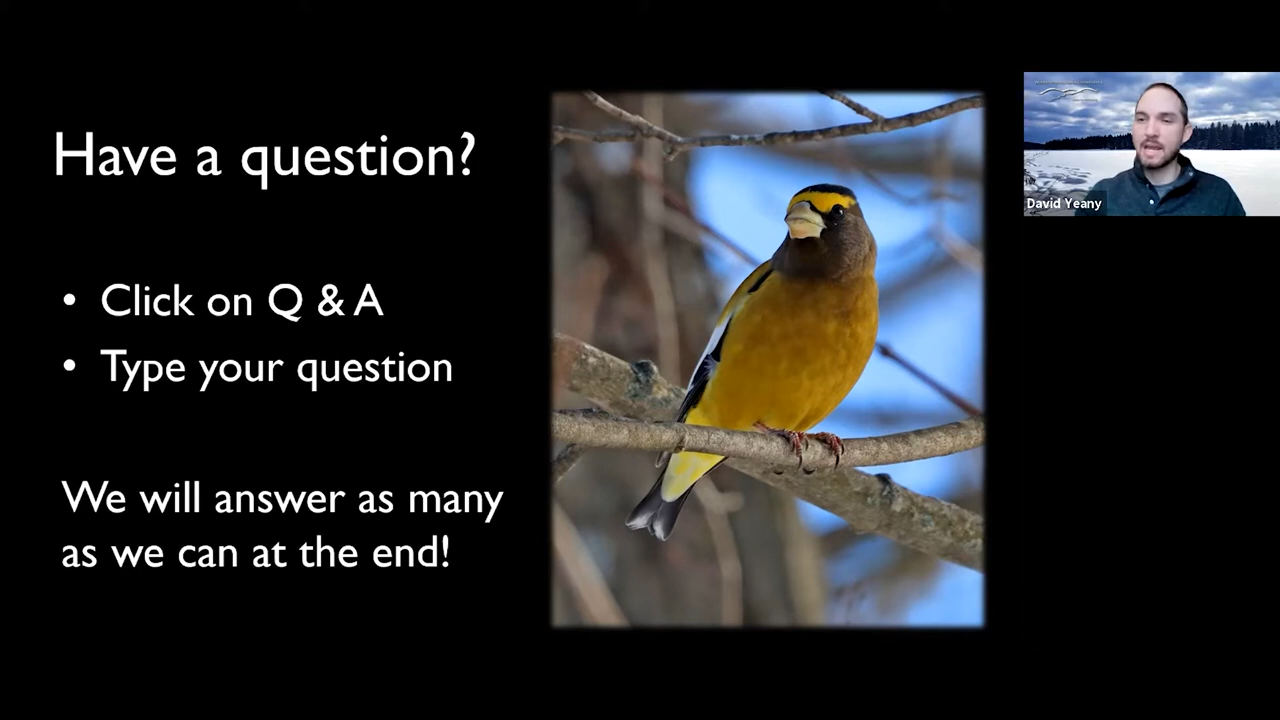 Have a question?
• Click on Q & A
• Type your question
We will answer as many
as we can at the end!
David Yeany